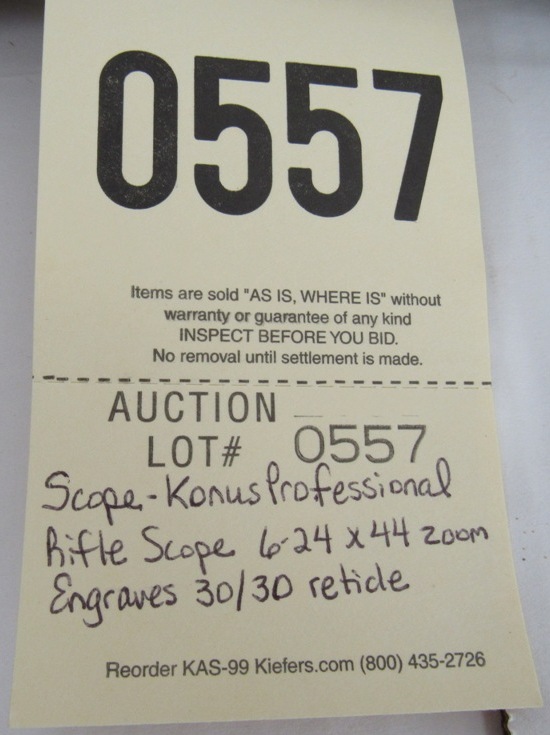 0557
Items are sold "AS IS, WHERE IS" without
warranty or guarantee of any kind
INSPECT BEFORE YOU BID.
No removal until settlement is made.
AUCTION
LOT# 0557
Scope-Konus Professional
Rifle Scope 6-24 x 44 zoom
Engraves 30/30 reticle
Reorder KAS-99 Kiefers.com (800) 435-2726